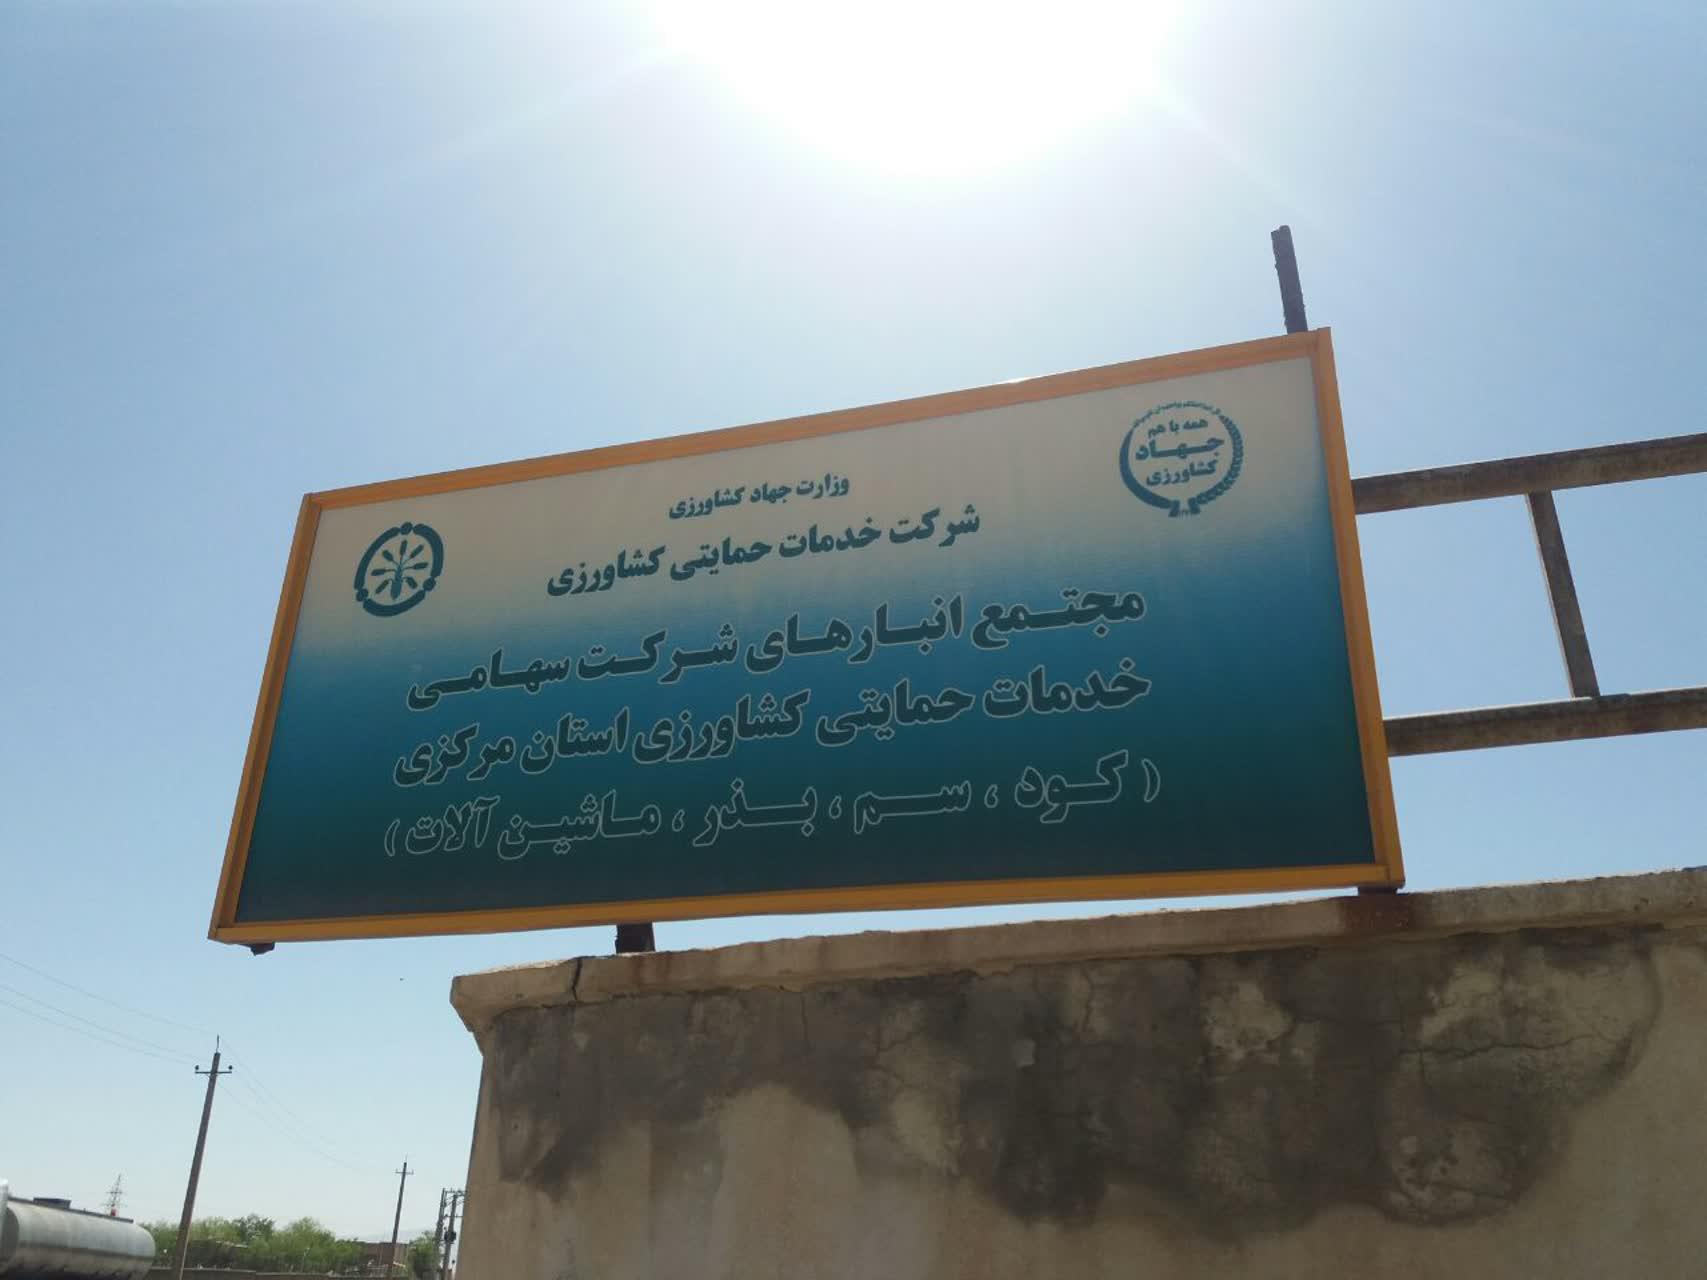 همه با هم
جهاد
کشاورزی
وزارت جهاد کشاورزی
شرکت خدمات حمایتی کشاورزی
مجتمع انبارهای شرکت سهامی
خدمات حمایتی کشاورزی استان مرکزی
( کود ، سم ، بذر ، ماشین آلات )